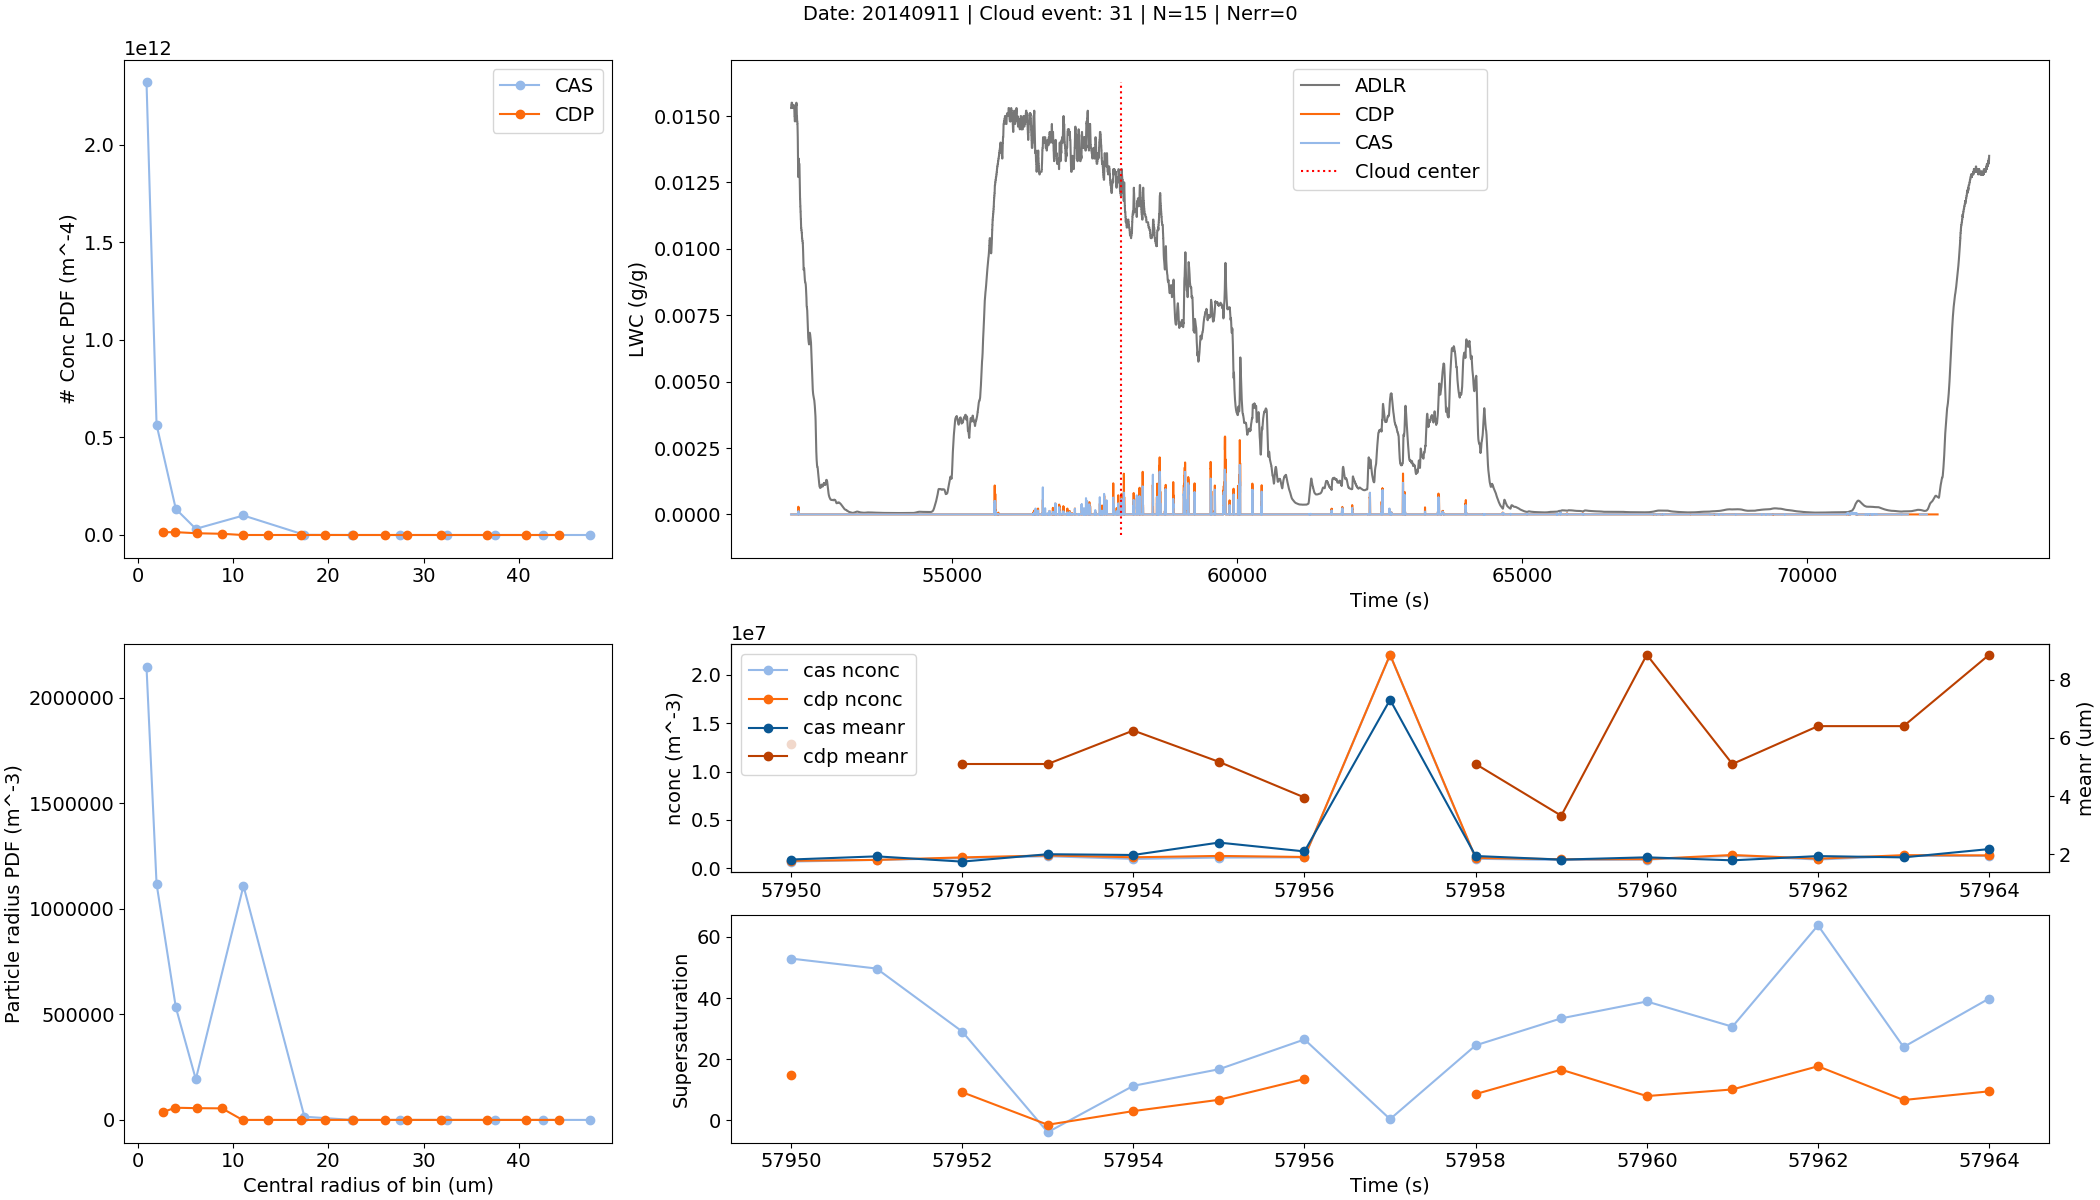 Date: 20140911 | Cloud event: 31 | N=15 | Nerr=0
1e12
# Conc PDF (m^-4)
2.0
1.5
1.0
0.5
0.0
0 10 20 30 40
CAS
CDP
LWC (g/g)
0.0150
0.0125
0.0100
0.0075
0.0050
0.0025
0.0000
55000 60000 65000 70000
Time (s)
ADLR
CDP
CAS
Cloud center
Particle radius PDF (m^-3)
2000000
1500000
1000000
500000
0
0 10 20 30 40
Central radius of bin (um)
1e7
nconc (m^-3)
2.0
1.5
1.0
0.5
0.0
cas nconc
cdp nconc
cas meanr
cdp meanr
8
6
4
2
meanr (um)
57950 57952 57954 57956 57958 57960 57962 57964
Supersaturation
60
40
20
0
57950 57952 57954 57956 57958 57960 57962 57964
Time (s)